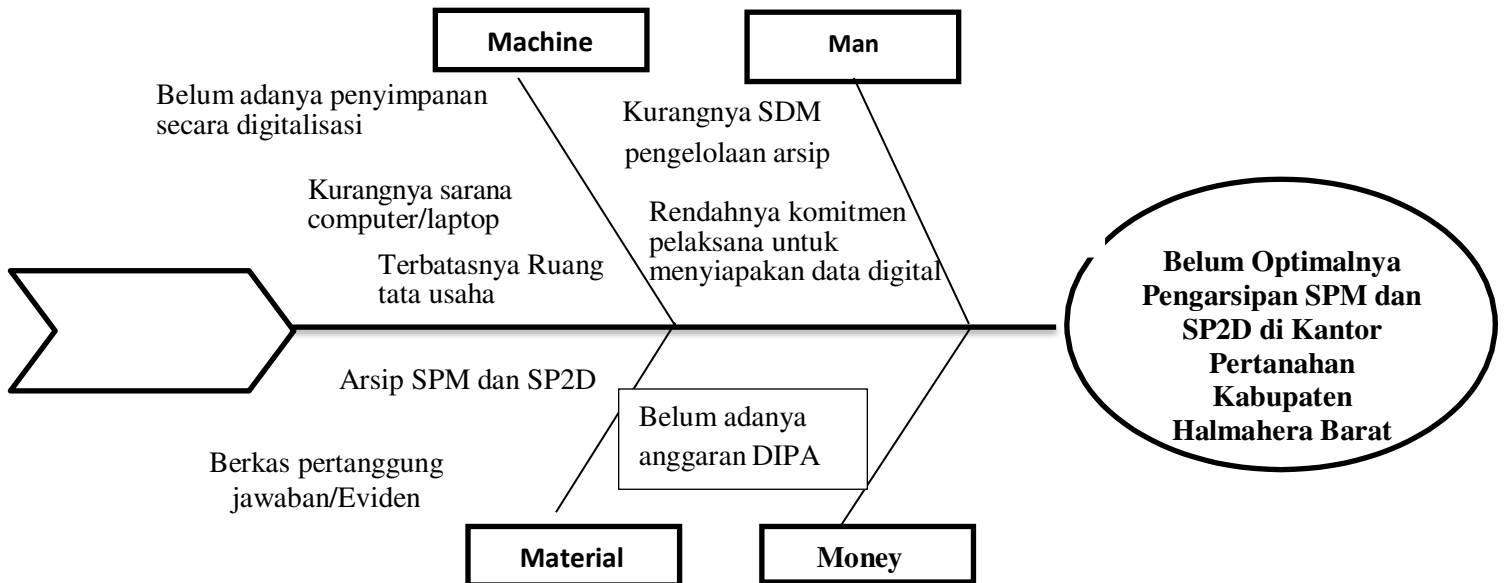 Machine
Man
Belum adanya penyimpanan
secara digitalisasi
Kurangnya sarana
computer/laptop
Terbatasnya Ruang
tata usaha
Kurangnya SDM
pengelolaan arsip
Rendahnya komitmen
pelaksana untuk
menyiapakan data digital
Belum Optimalnya
Pengarsipan SPM dan
SP2D di Kantor
Pertanahan
Kabupaten
Halmahera Barat
Arsip SPM dan SP2D
Berkas pertanggung
jawaban/Eviden
Belum adanya
anggaran DIPA
Material
Money